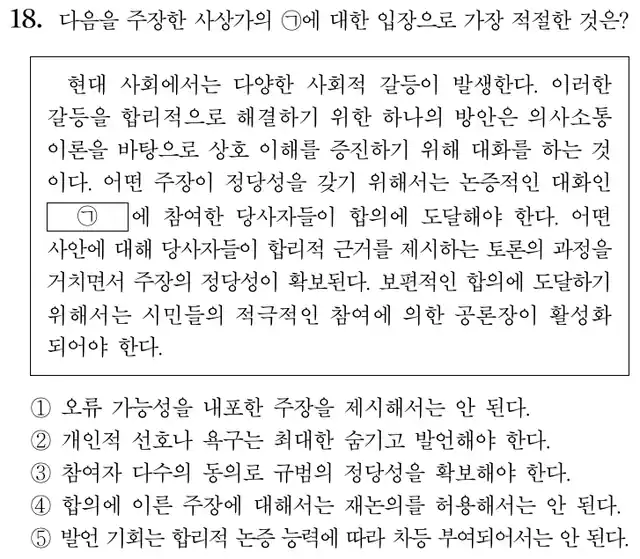 18. 다음을 주장한 사상가의 ㉠에 대한 입장으로 가장 적절한 것은?
현대 사회에서는 다양한 사회적 갈등이 발생한다. 이러한
갈등을 합리적으로 해결하기 위한 하나의 방안은 의사소통
이론을 바탕으로 상호 이해를 증진하기 위해 대화를 하는 것
이다. 어떤 주장이 정당성을 갖기 위해서는 논증적인 대화인
㉠에 참여한 당사자들이 합의에 도달해야 한다. 어떤
사안에 대해 당사자들이 합리적 근거를 제시하는 토론의 과정을
거치면서 주장의 정당성이 확보된다. 보편적인 합의에 도달하기
위해서는 시민들의 적극적인 참여에 의한 공론장이 활성화
되어야 한다.
① 오류 가능성을 내포한 주장을 제시해서는 안 된다.
② 개인적 선호나 욕구는 최대한 숨기고 발언해야 한다.
③ 참여자 다수의 동의로 규범의 정당성을 확보해야 한다.
④ 합의에 이른 주장에 대해서는 재논의를 허용해서는 안 된다.
⑤ 발언 기회는 합리적 논증 능력에 따라 차등 부여되어서는 안 된다.